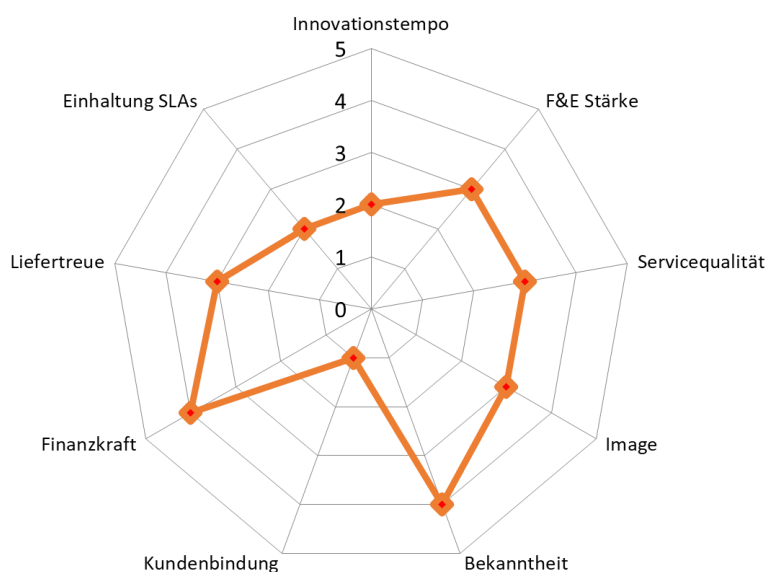 Innovationstempo
5
Einhaltung SLAs
F&E Stärke
4
3
2
1
Liefertreue
Servicequalität
0
Finanzkraft
Image
Kundenbindung
Bekanntheit